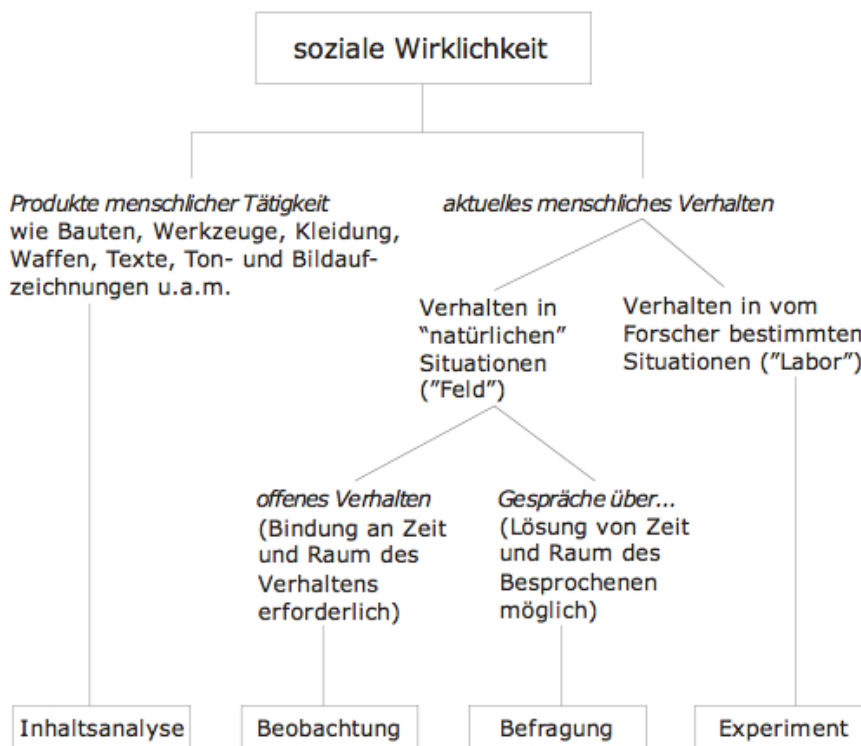 soziale Wirklichkeit
Produkte menschlicher Tätigkeit
wie Bauten, Werkzeuge, Kleidung,
Waffen, Texte, Ton- und Bildauf-
zeichnungen u.a.m.
aktuelles menschliches Verhalten
Verhalten in
“natürlichen”
Situationen
(”Feld”)
Verhalten in vom
Forscher bestimmten
Situationen (”Labor”)
offenes Verhalten
(Bindung an Zeit
und Raum des
Verhaltens
erforderlich)
Gespräche über...
(Lösung von Zeit
und Raum des
Besprochenen
möglich)
Inhaltsanalyse
Beobachtung
Befragung
Experiment